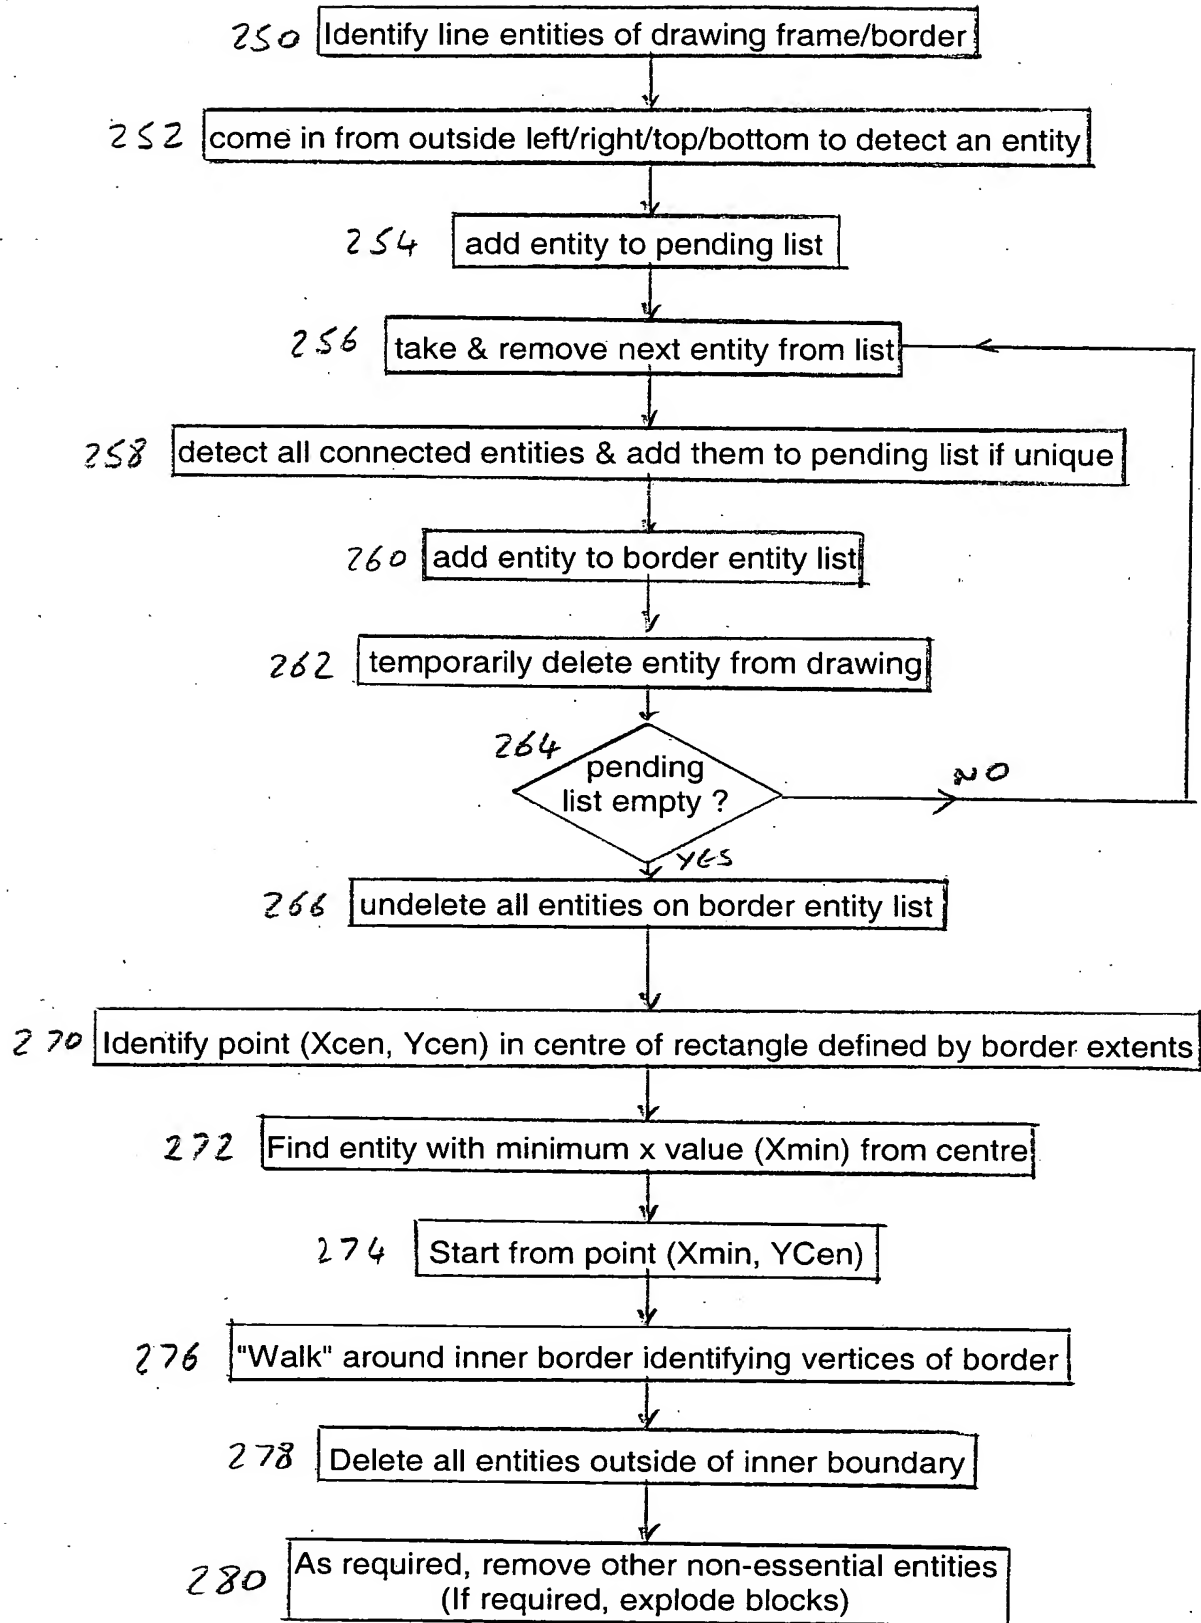 250 Identify line entities of drawing frame/border
252 come in from outside left/right/top/bottom to detect an entity
254 add entity to pending list
256 take & remove next entity from list
258 detect all connected entities & add them to pending list if unique
260 add entity to border entity list
262 temporarily delete entity from drawing
264
pending
list empty ?
NO
YES
266 undelete all entities on border entity list
270 Identify point (Xcen, Ycen) in centre of rectangle defined by border extents
272 Find entity with minimum x value (Xmin) from centre
274 Start from point (Xmin, YCen)
276 "Walk" around inner border identifying vertices of border
278 Delete all entities outside of inner boundary
280 As required, remove other non-essential entities
(If required, explode blocks)